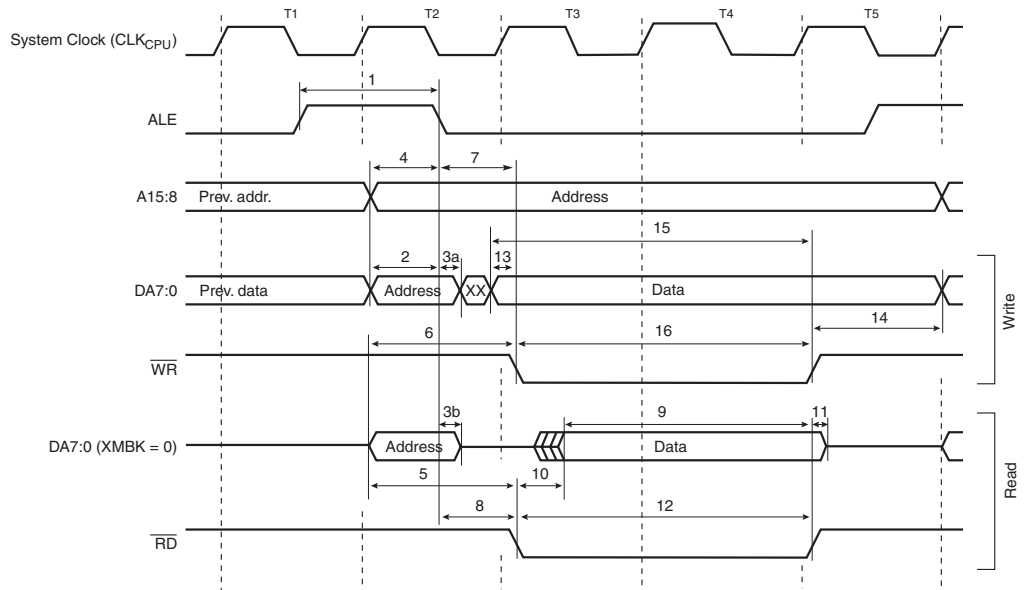 T1 T2 T3 T4 T5
System Clock (CLKCPU)
1
ALE
4 7
A15:8 Prev. addr. Address
15
2 3a 13
DA7:0 Prev. data Address XX Data
14
6 16
WR
Write
3b 9 11
DA7:0 (XMBK = 0) Address Data
5 10
8 12
RD
Read